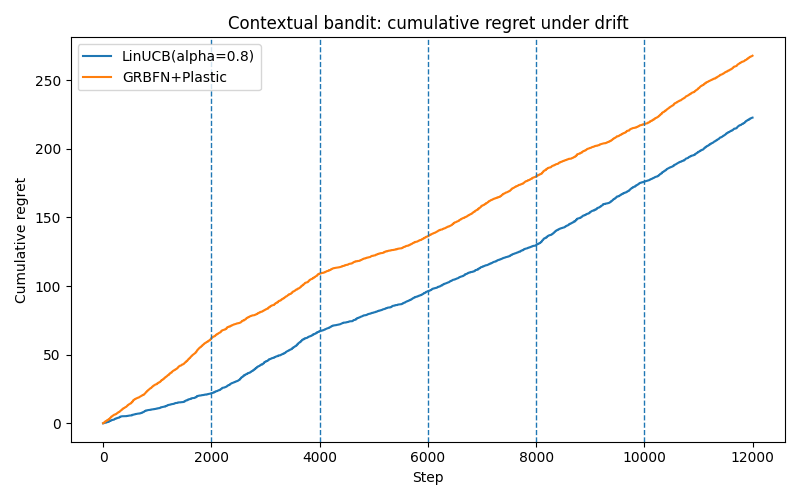 Contextual bandit: cumulative regret under drift
LinUCB(alpha=0.8)
GRBFN+Plastic
Cumulative regret
250
200
150
100
50
0
0 2000 4000 6000 8000 10000 12000
Step